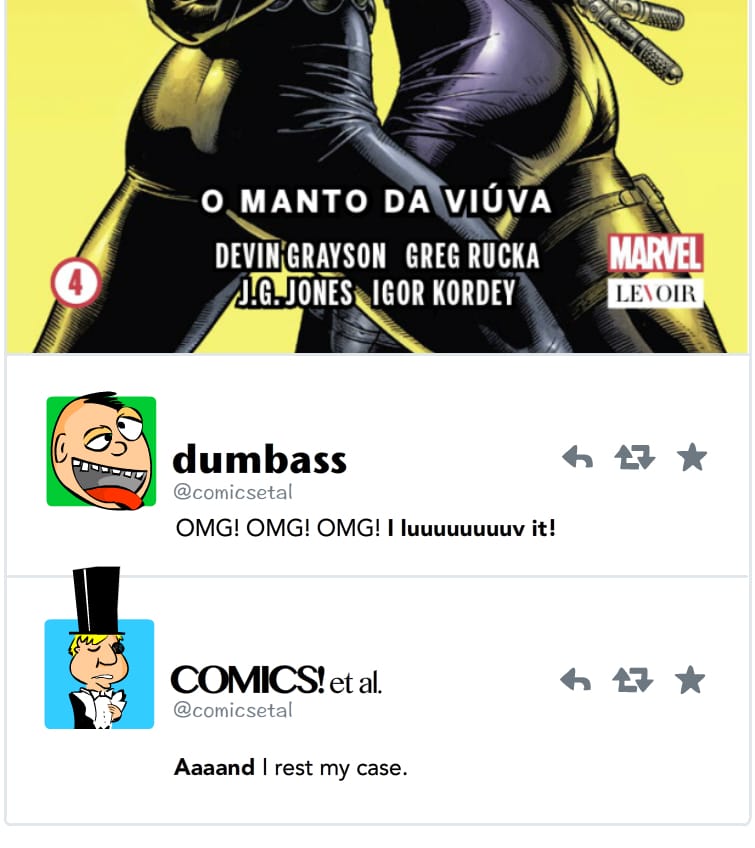 O MANTO DA VIÚVA
DEVIN GRAYSON GREG RUCKA
J.G. JONES IGOR KORDEY
4
MARVEL
LEVOIR
dumbass
@comicsetal
OMG! OMG! OMG! I luuuuuuuuv it!
COMICS! et al.
@comicsetal
Aaaand I rest my case.